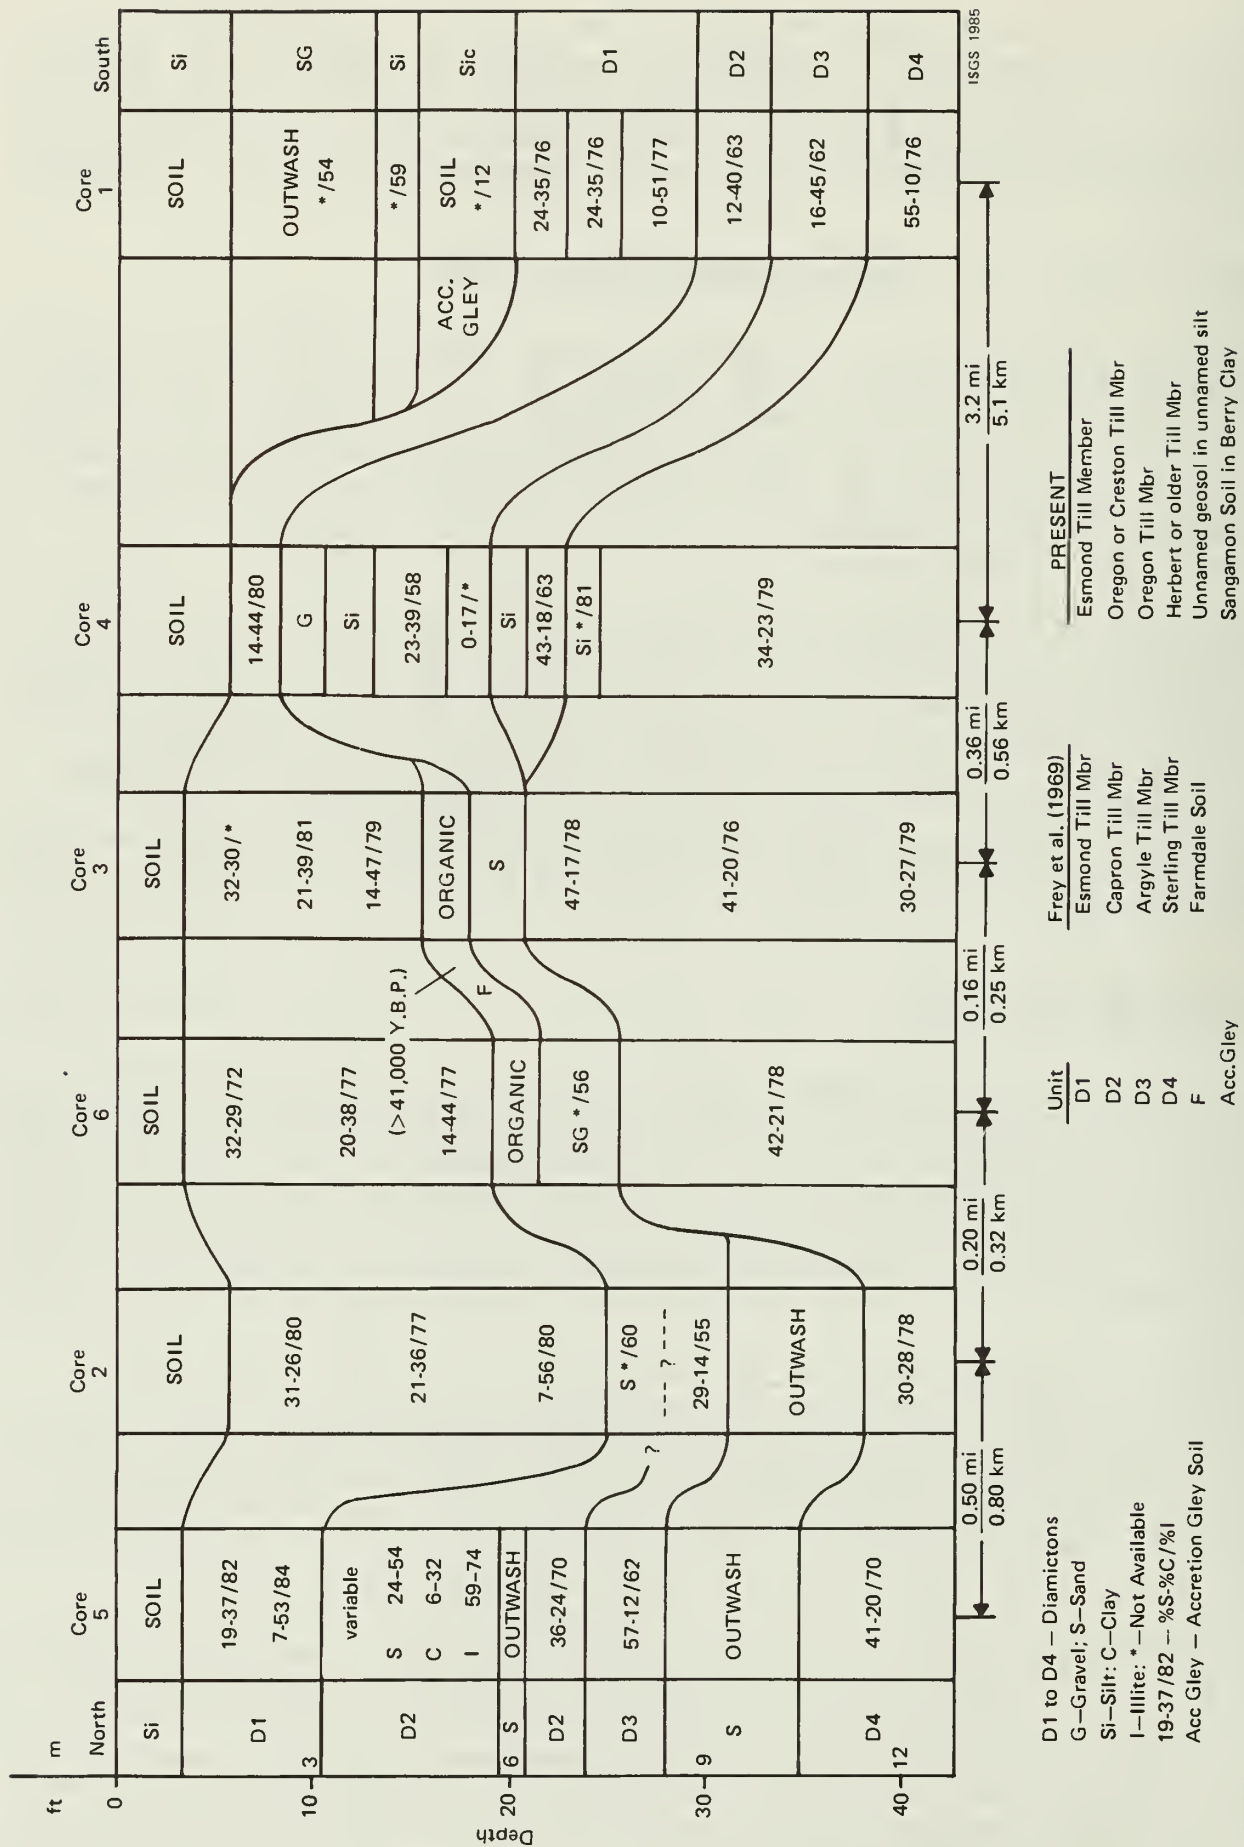 ft
m
Depth
0
10
20
30
40
3
6
9
12
North
Si
D1
D2
S
D2
D3
S
D4
Core
5
SOIL
19-37/82
7-53/84
variable
S 24–54
C 6–32
I 59–74
OUTWASH
36-24/70
57-12/62
OUTWASH
41-20/70
?
Core
2
SOIL
31-26/80
21-36/77
7-56/80
S */60
---- ? ----
29-14/55
OUTWASH
30-28/78
Core
6
SOIL
32-29/72
20-38/77
(>41,000 Y.B.P.)
14-44/77
ORGANIC
SG */56
42-21/78
F
Core
3
SOIL
32-30/*
21-39/81
14-47/79
ORGANIC
S
47-17/78
41-20/76
30-27/79
Core
4
SOIL
14-44/80
G
Si
23-39/58
0-17/*
Si
43-18/63
Si */81
34-23/79
ACC.
GLEY
Core
1
SOIL
OUTWASH
*/54
*/59
SOIL
*/12
24-35/76
24-35/76
10-51/77
12-40/63
16-45/62
55-10/76
South
Si
SG
Si
Sic
D1
D2
D3
D4
ISGS 1985
0.50 mi
0.80 km
0.20 mi
0.32 km
0.16 mi
0.25 km
0.36 mi
0.56 km
3.2 mi
5.1 km
D1 to D4 — Diamictons
G—Gravel; S—Sand
Si—Silt: C—Clay
I—Illite: *—Not Available
19-37/82 — %S-%C/%I
Acc Gley — Accretion Gley Soil
Unit Frey et al. (1969) PRESENT
D1 Esmond Till Mbr Esmond Till Member
D2 Capron Till Mbr Oregon or Creston Till Mbr
D3 Argyle Till Mbr Oregon Till Mbr
D4 Sterling Till Mbr Herbert or older Till Mbr
F Farmdale Soil Unnamed geosol in unnamed silt
Acc.Gley Sangamon Soil in Berry Clay